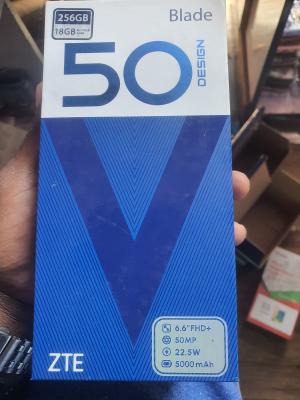 256GB
18GB
Blade
50
DESIGN
V
ZTE
6.6"FHD+
50MP
22.5W
5000mAh